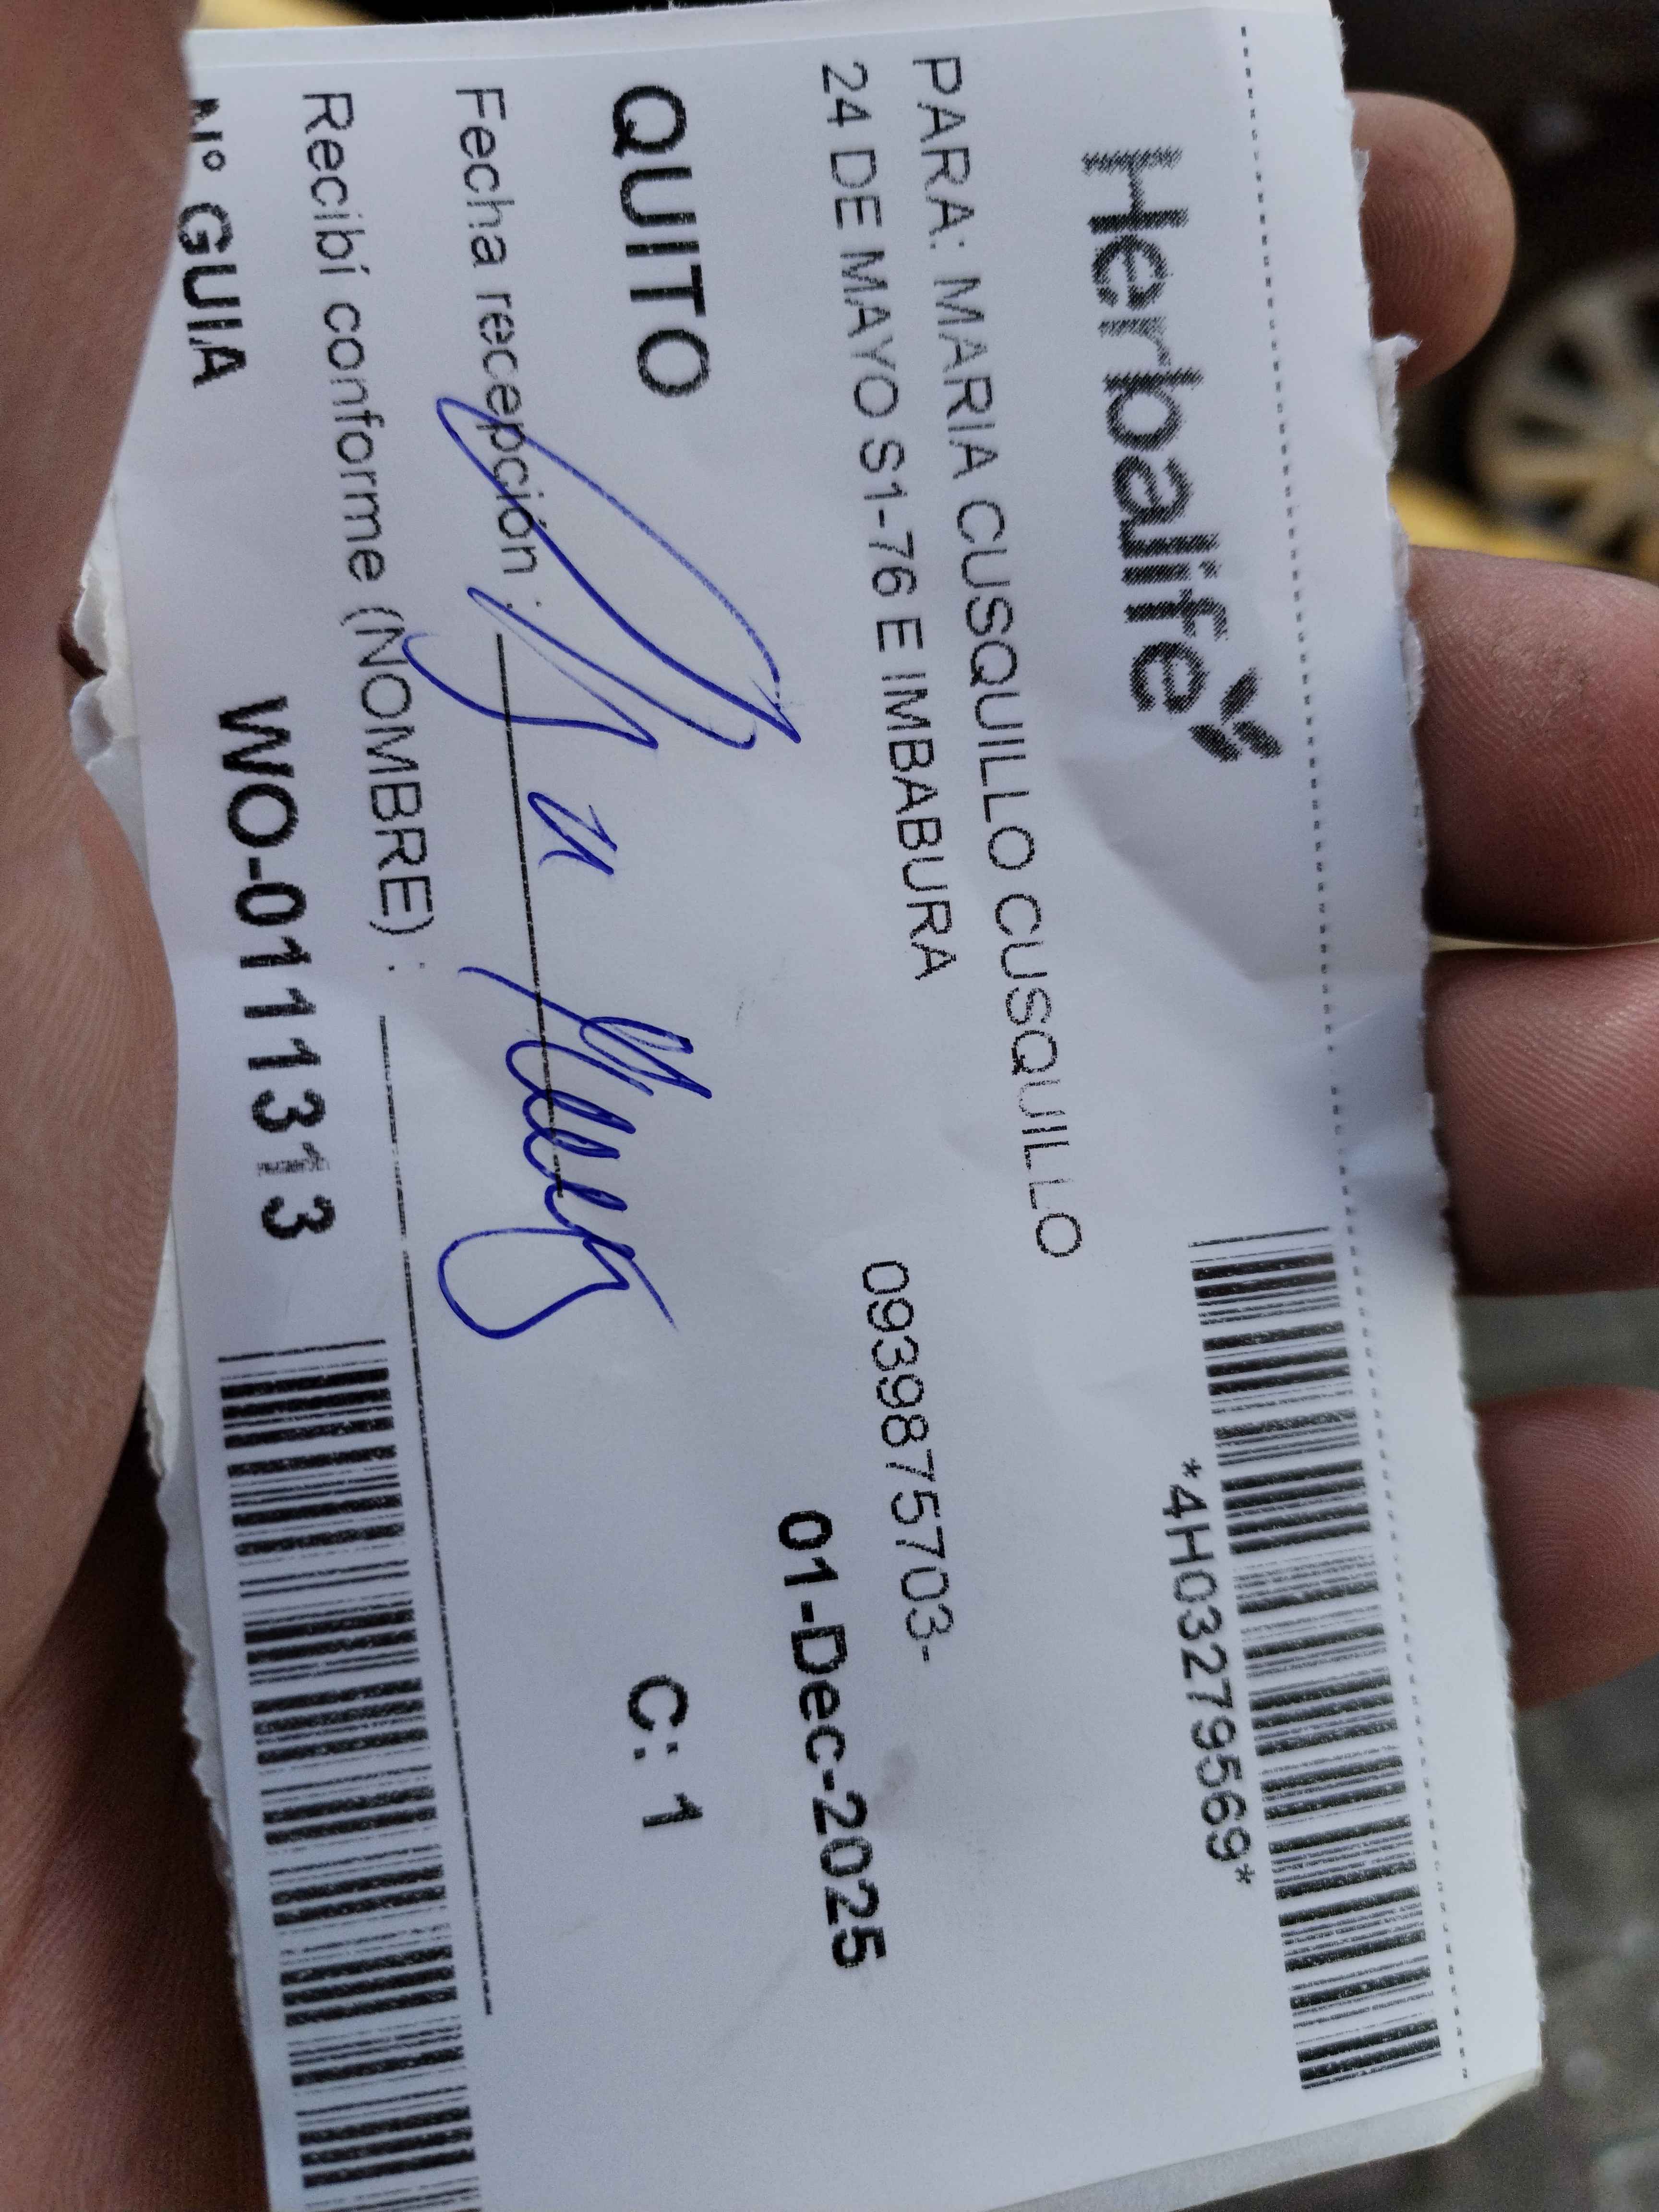 Herbalife
*4H03279569*
PARA: MARIA CUSQUILLO CUSQUILLO
24 DE MAYO S1-76 E IMBABURA
0939875703-
01-Dec-2025
QUITO
C: 1
Fecha recepción :
Recibí conforme (NOMBRE) :
N° GUIA
WO-0111313